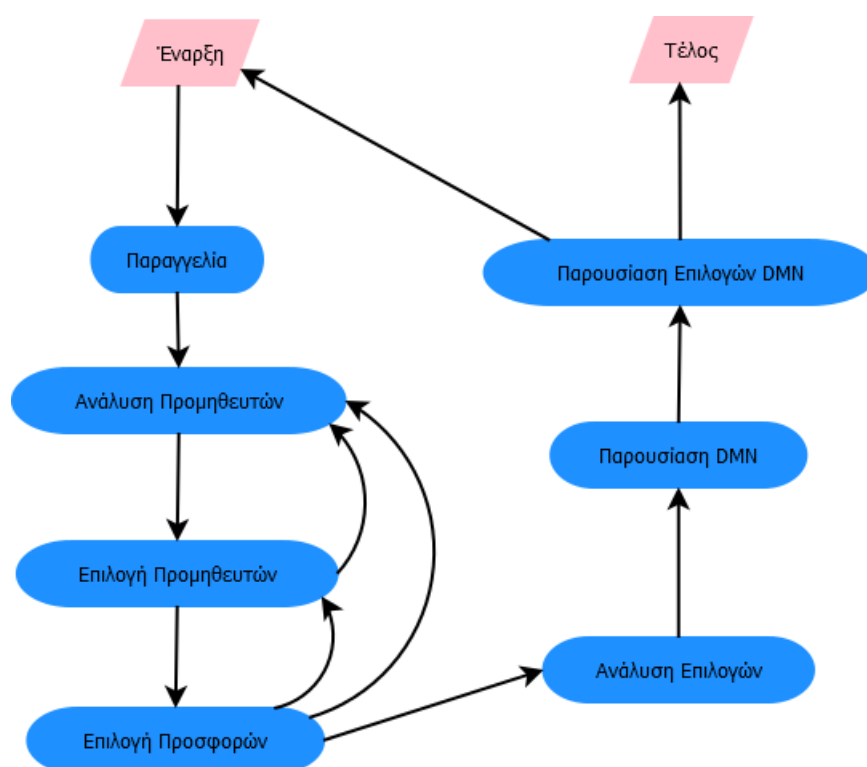 Έναρξη
Τέλος
Παραγγελία
Παρουσίαση Επιλογών DMN
Ανάλυση Προμηθευτών
Παρουσίαση DMN
Επιλογή Προμηθευτών
Ανάλυση Επιλογών
Επιλογή Προσφορών